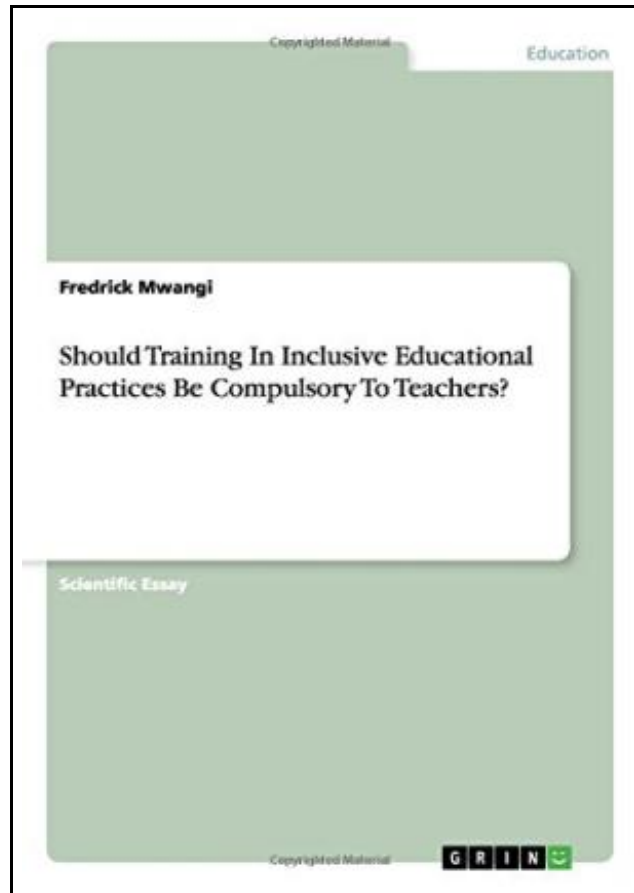 Copyrighted Material
Education
Fredrick Mwangi
Should Training In Inclusive Educational
Practices Be Compulsory To Teachers?
Scientific Essay
Copyrighted Material
GRIN